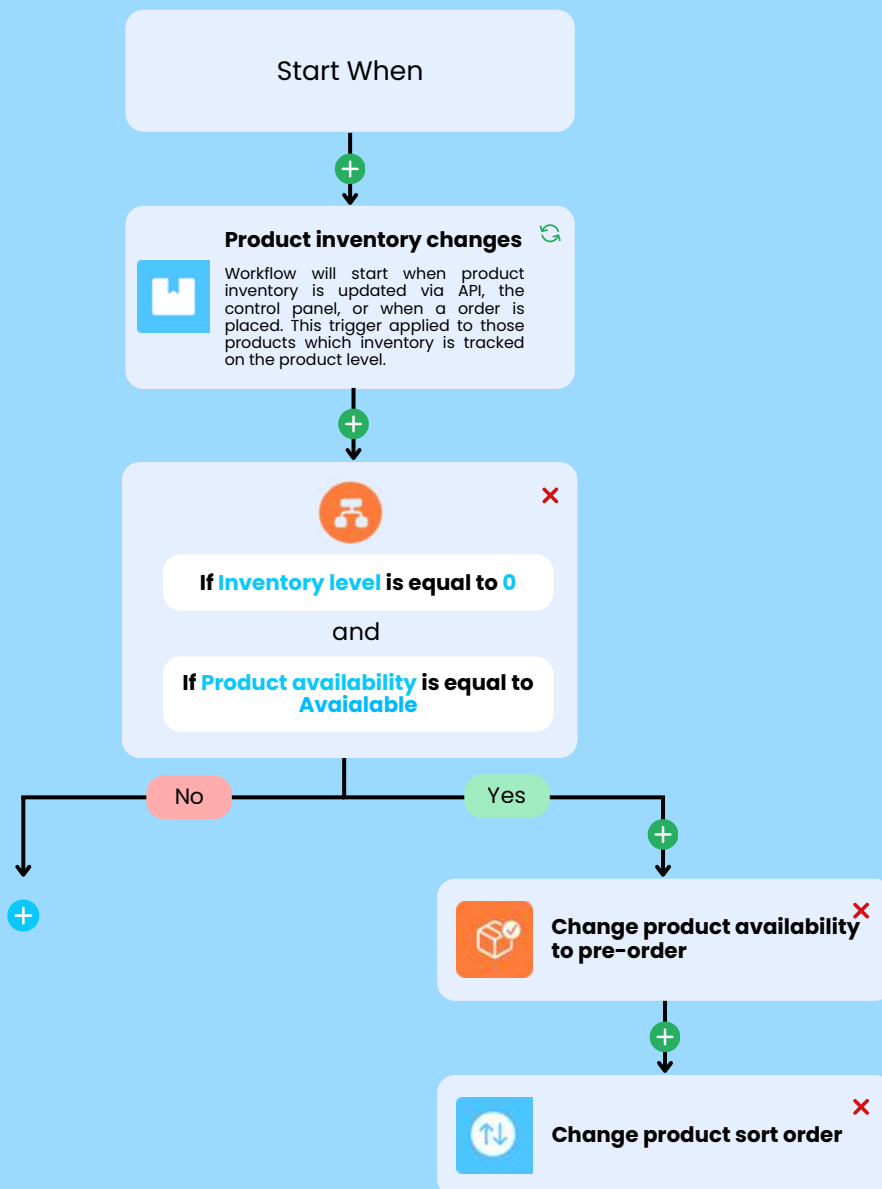 Start When
Product inventory changes
Workflow will start when product
inventory is updated via API, the
control panel, or when a order is
placed. This trigger applied to those
products which inventory is tracked
on the product level.
If Inventory level is equal to 0
and
If Product availability is equal to
Avaialable
No
Yes
Change product availability
to pre-order
Change product sort order